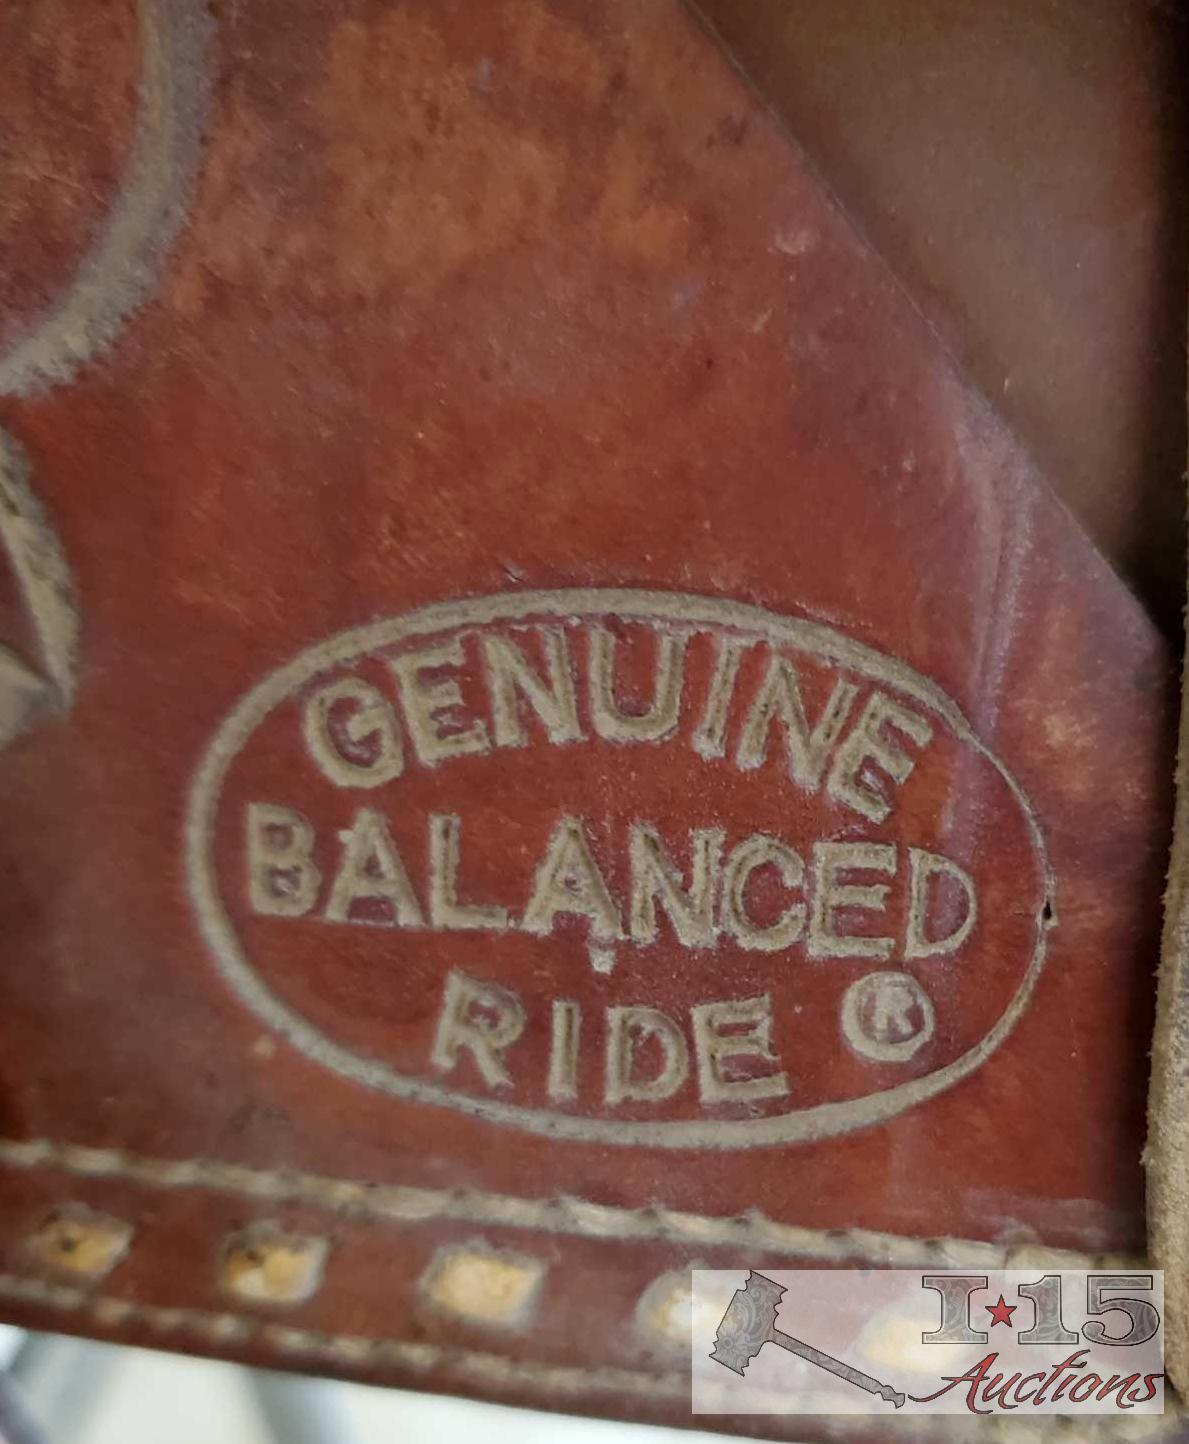 GENUINE
BALANCED
RIDE ®
I★15
Auctions